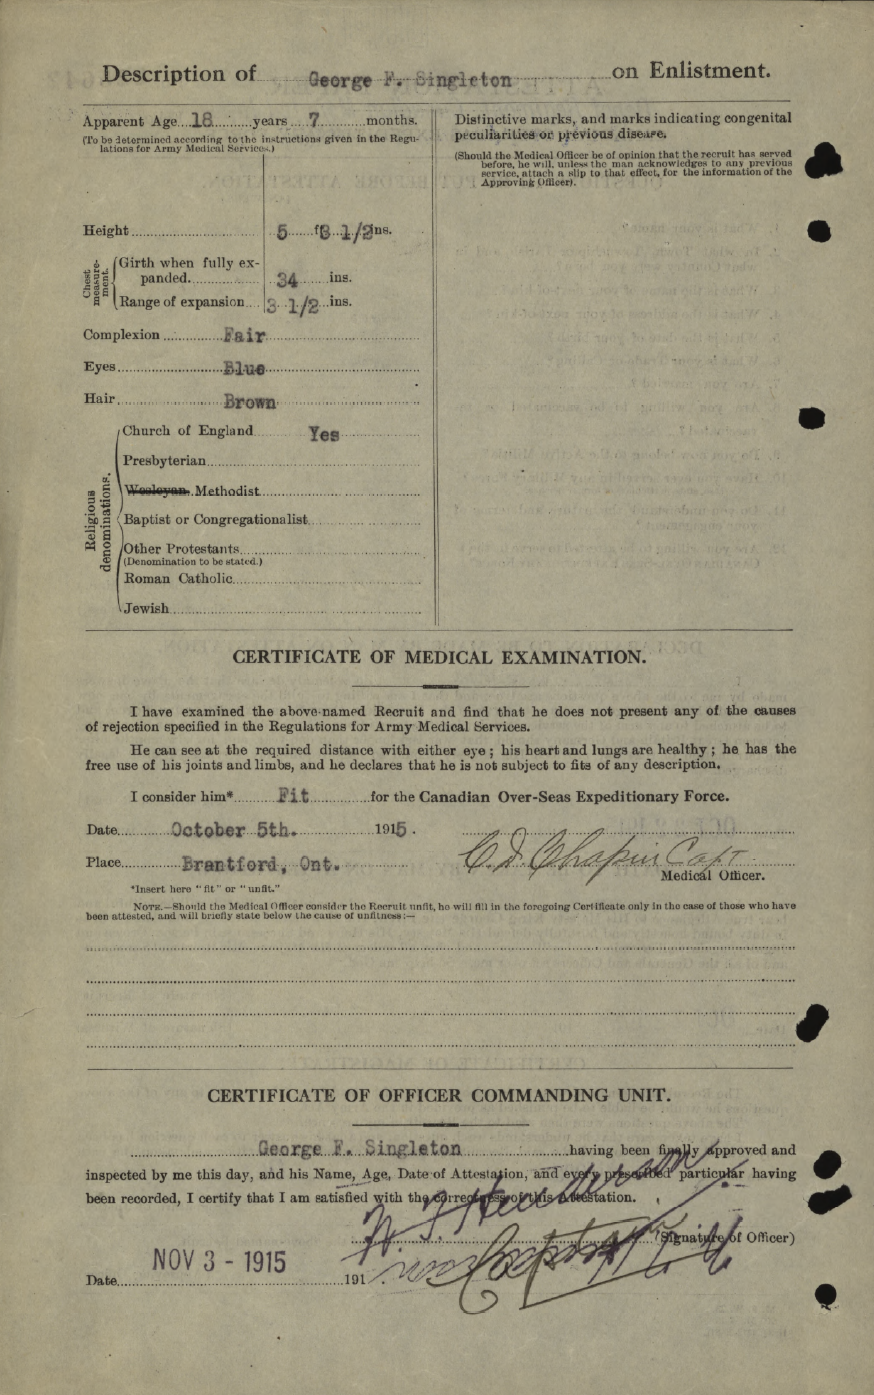 Description of George F. Singleton on Enlistment.
Apparent Age 18 years 7 months.
(To be determined according to the instructions given in the Regu-
lations for Army Medical Services.)
Height 5 ft 1/2 ins.
Chest measure-ment.
Girth when fully ex-
panded. 34 ins.
Range of expansion 3 1/2 ins.
Complexion Fair
Eyes Blue
Hair Brown
Religious denominations.
Church of England Yes
Presbyterian
Wesleyan Methodist
Baptist or Congregationalist
Other Protestants
(Denomination to be stated.)
Roman Catholic
Jewish
Distinctive marks, and marks indicating congenital
peculiarities or previous disease.
(Should the Medical Officer be of opinion that the recruit has served
before, he will, unless the man acknowledges to any previous
service, attach a slip to that effect, for the information of the
Approving Officer).
CERTIFICATE OF MEDICAL EXAMINATION.
I have examined the above-named Recruit and find that he does not present any of the causes
of rejection specified in the Regulations for Army Medical Services.
He can see at the required distance with either eye; his heart and lungs are healthy; he has the
free use of his joints and limbs, and he declares that he is not subject to fits of any description.
I consider him* Fit for the Canadian Over-Seas Expeditionary Force.
Date October 5th. 1915.
Place Brantford, Ont.
C. D. Chapin Capt
Medical Officer.
*Insert here "fit" or "unfit."
NOTE.—Should the Medical Officer consider the Recruit unfit, he will fill in the foregoing Certificate only in the case of those who have
been attested, and will briefly state below the cause of unfitness:—
CERTIFICATE OF OFFICER COMMANDING UNIT.
George F. Singleton having been finally approved and
inspected by me this day, and his Name, Age, Date of Attestation, and every prescribed particular having
been recorded, I certify that I am satisfied with the correctness of this Attestation.
(Signature of Officer)
Date NOV 3 - 1915 191